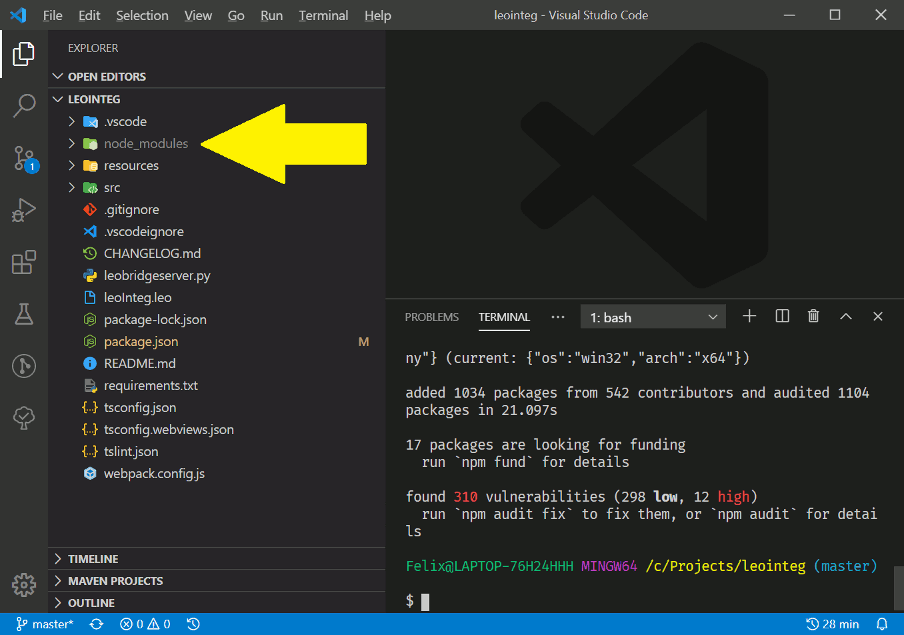 File Edit Selection View Go Run Terminal Help leointeg - Visual Studio Code
EXPLORER
OPEN EDITORS
LEOINTEG
.vscode
node_modules
resources
src
.gitignore
.vscodeignore
CHANGELOG.md
leobridgeserver.py
leoInteg.leo
package-lock.json
package.json M
README.md
requirements.txt
{..} tsconfig.json
{..} tsconfig.webviews.json
{..} tslint.json
webpack.config.js
TIMELINE
MAVEN PROJECTS
OUTLINE
1
PROBLEMS TERMINAL ··· 1: bash
ny"} (current: {"os":"win32","arch":"x64"})
added 1034 packages from 542 contributors and audited 1104
packages in 21.097s
17 packages are looking for funding
run `npm fund` for details
found 310 vulnerabilities (298 low, 12 high)
run `npm audit fix` to fix them, or `npm audit` for detai
ls
Felix@LAPTOP-76H24HHH MINGW64 /c/Projects/leointeg (master)
$
master* 0 0 28 min